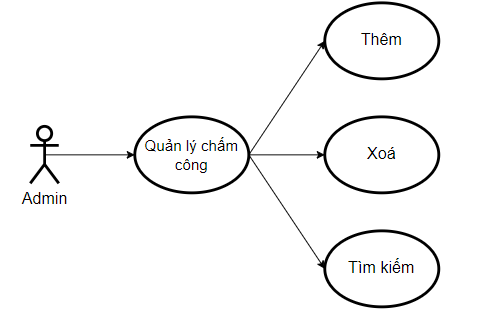 Thêm
Quản lý chấm
công
Xoá
Admin
Tìm kiếm